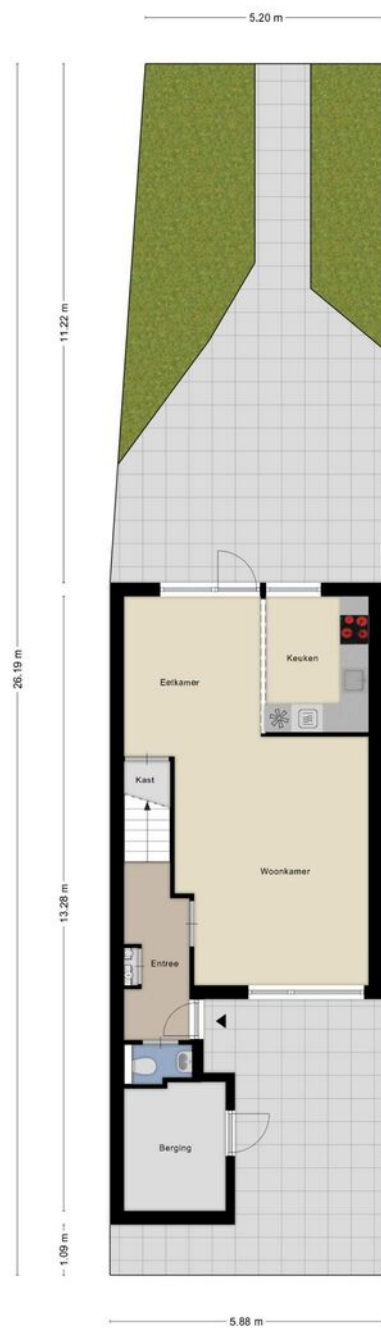 5.20 m
11.22 m
26.19 m
Keuken
Eetkamer
Kast
Woonkamer
13.28 m
Entree
Berging
1.09 m
5.88 m